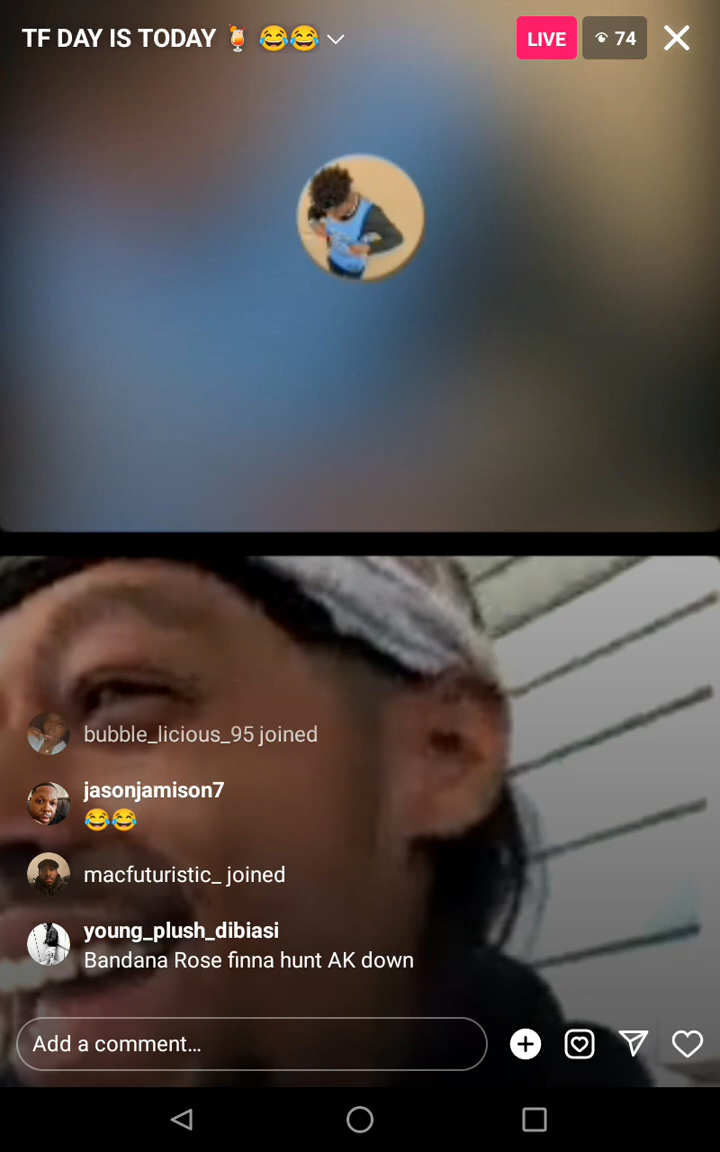 TF DAY IS TODAY 🍹 😂😂
LIVE
74
bubble_licious_95 joined
jasonjamison7
😂😂
macfuturistic_ joined
young_plush_dibiasi
Bandana Rose finna hunt AK down
Add a comment...